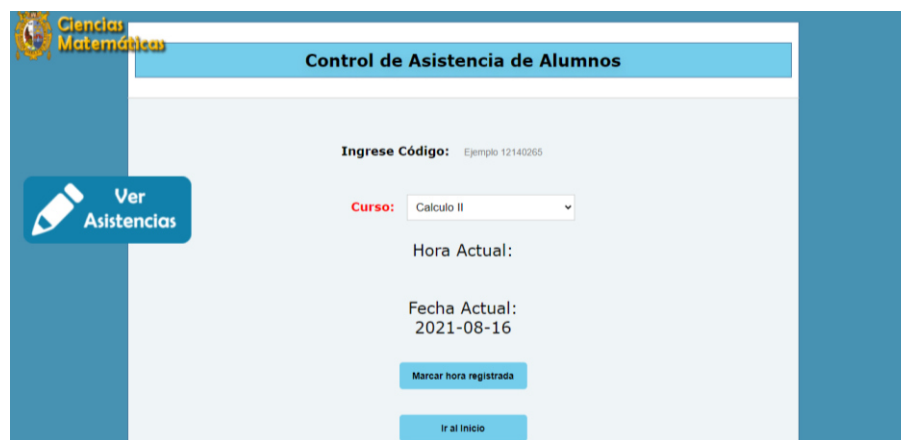 Ciencias
Matemáticas
Control de Asistencia de Alumnos
Ingrese Código: Ejemplo 12140265
Ver
Asistencias
Curso: Calculo II
Hora Actual:
Fecha Actual:
2021-08-16
Marcar hora registrada
Ir al Inicio